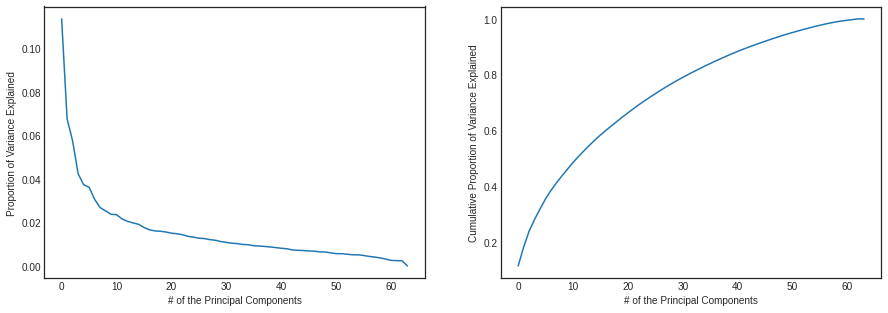 Proportion of Variance Explained
0.10
0.08
0.06
0.04
0.02
0.00
0 10 20 30 40 50 60
# of the Principal Components
Cumulative Proportion of Variance Explained
1.0
0.8
0.6
0.4
0.2
0 10 20 30 40 50 60
# of the Principal Components